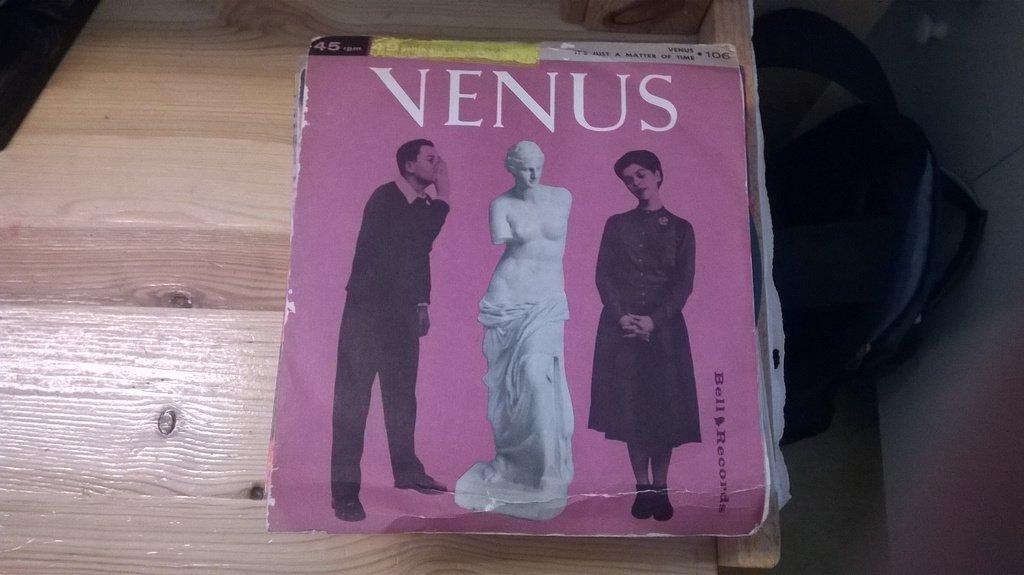 45 rpm
VENUS
IT'S JUST A MATTER OF TIME • 106
VENUS
Bell Records